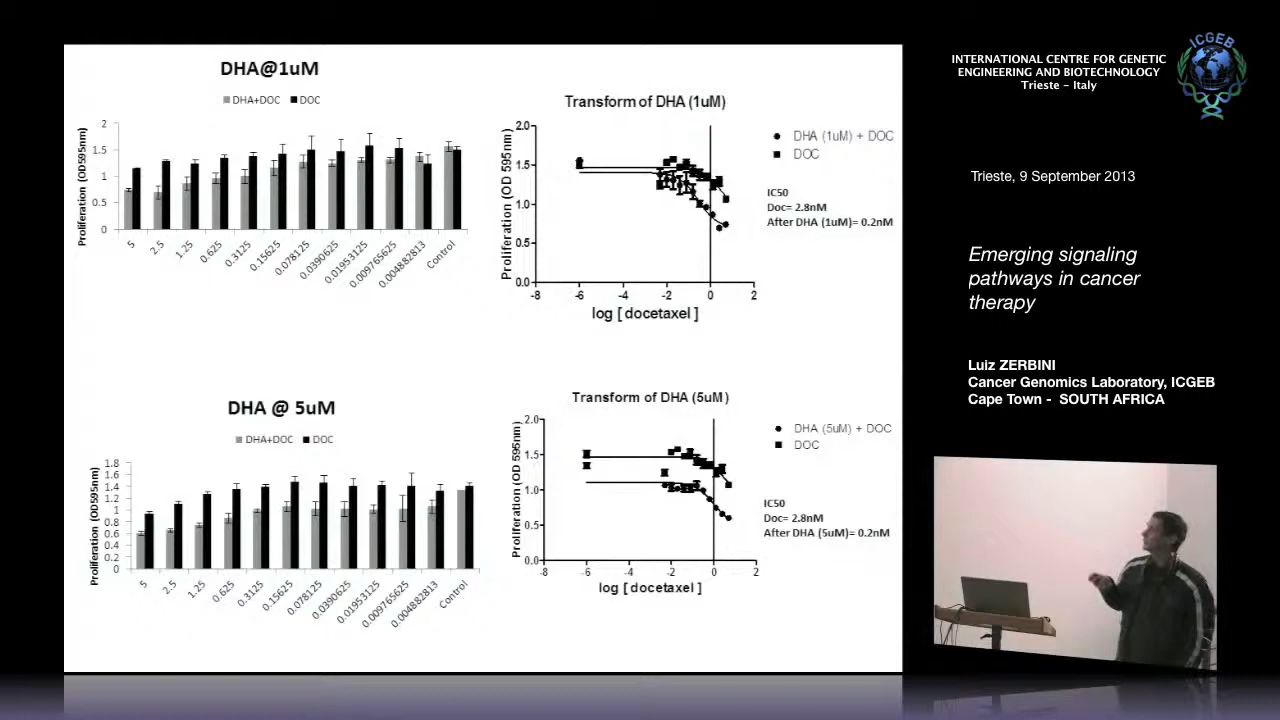 DHA@1uM
DHA+DOC DOC
Proliferation (OD595nm)
2
1.5
1
0.5
0
5
2.5
1.25
0.625
0.3125
0.15625
0.078125
0.0390625
0.01953125
0.009765625
0.004882813
Control
Transform of DHA (1uM)
Proliferation (OD 595nm)
2.0
1.5
1.0
0.5
0.0
-8 -6 -4 -2 0 2
log [ docetaxel ]
DHA (1uM) + DOC
DOC
IC50
Doc= 2.8nM
After DHA (1uM)= 0.2nM
DHA @ 5uM
DHA+DOC DOC
Proliferation (OD595nm)
1.8
1.6
1.4
1.2
1
0.8
0.6
0.4
0.2
0
5
2.5
1.25
0.625
0.3125
0.15625
0.078125
0.0390625
0.01953125
0.009765625
0.004882813
Control
Transform of DHA (5uM)
Proliferation (OD 595nm)
2.0
1.5
1.0
0.5
0.0
-8 -6 -4 -2 0 2
log [ docetaxel ]
DHA (5uM) + DOC
DOC
IC50
Doc= 2.8nM
After DHA (5uM)= 0.2nM
INTERNATIONAL CENTRE FOR GENETIC
ENGINEERING AND BIOTECHNOLOGY
Trieste - Italy
ICGEB
Trieste, 9 September 2013
Emerging signaling
pathways in cancer
therapy
Luiz ZERBINI
Cancer Genomics Laboratory, ICGEB
Cape Town - SOUTH AFRICA